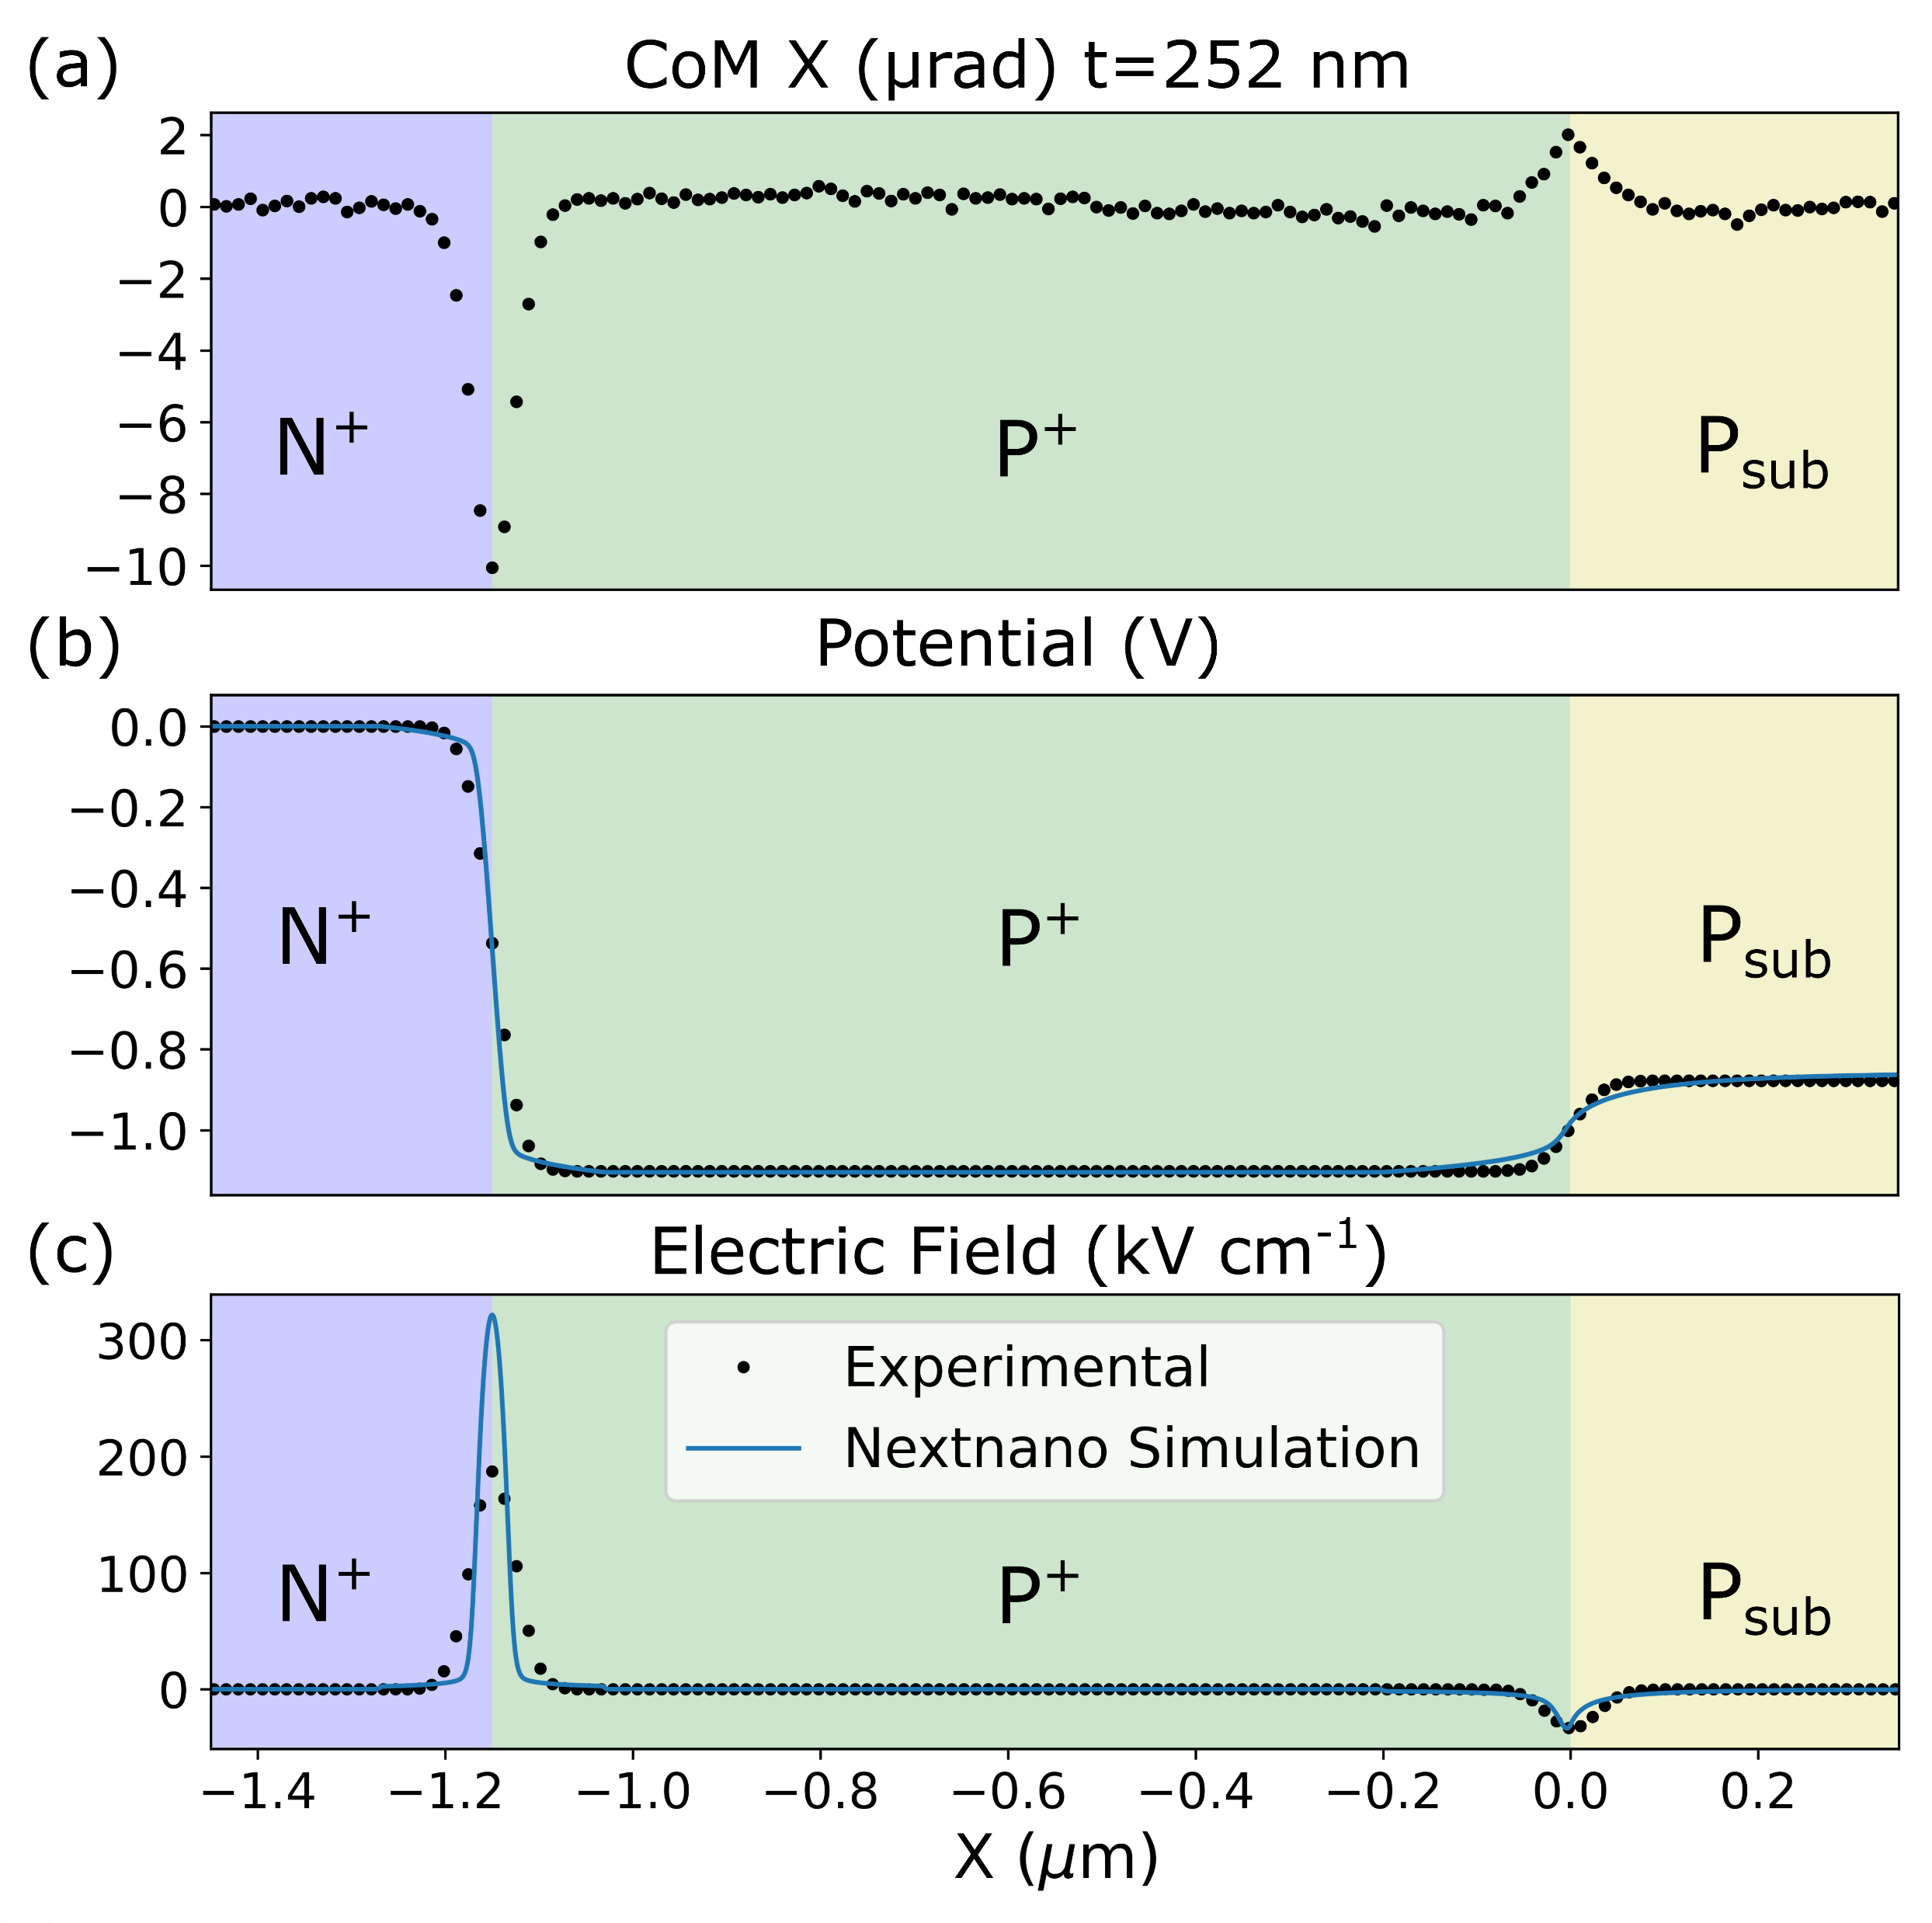 (a)
CoM X (μrad) t=252 nm
2
0
−2
−4
−6
−8
−10
N+
P+
Psub
(b)
Potential (V)
0.0
−0.2
−0.4
−0.6
−0.8
−1.0
N+
P+
Psub
(c)
Electric Field (kV cm-1)
300
200
100
0
Experimental
Nextnano Simulation
N+
P+
Psub
−1.4 −1.2 −1.0 −0.8 −0.6 −0.4 −0.2 0.0 0.2
X (μm)